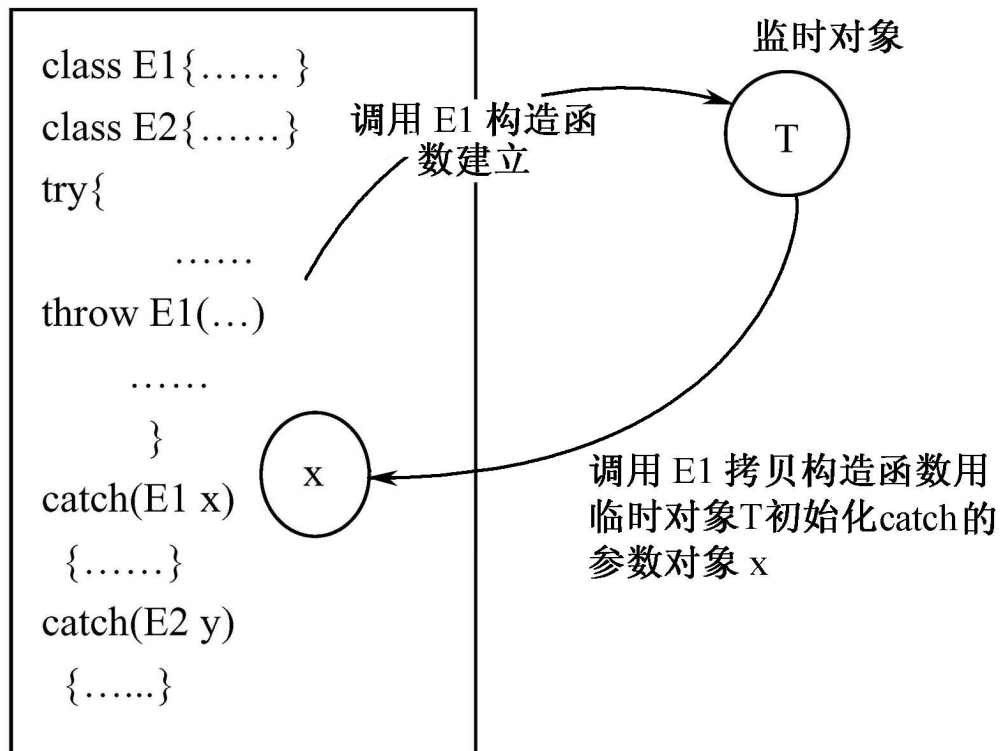 class E1{…… }
class E2{……}
try{
……
throw E1(…)
……
}
catch(E1 x)
{……}
catch(E2 y)
{…...}
调用 E1 构造函
数建立
监时对象
T
x
调用 E1 拷贝构造函数用
临时对象T初始化catch的
参数对象 x